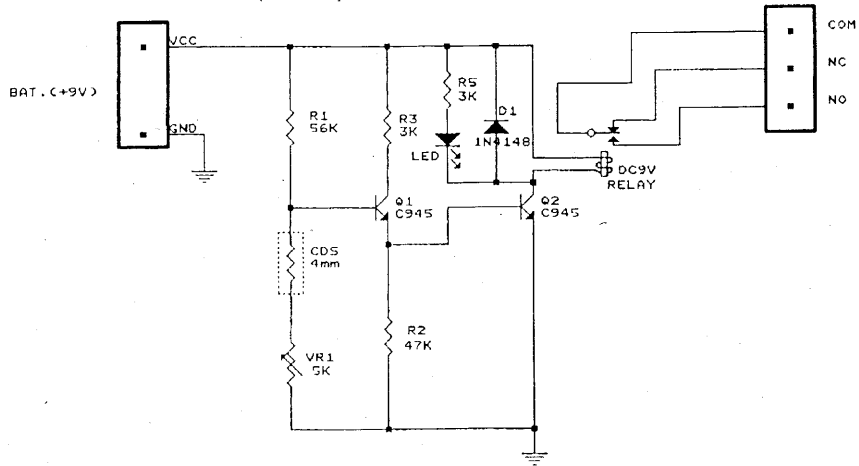 VCC
BAT.(+9V)
GND
R1
56K
R3
3K
R5
3K
LED
D1
1N4148
COM
NC
NO
DC9V
RELAY
Q1
C945
Q2
C945
CDS
4mm
R2
47K
VR1
5K